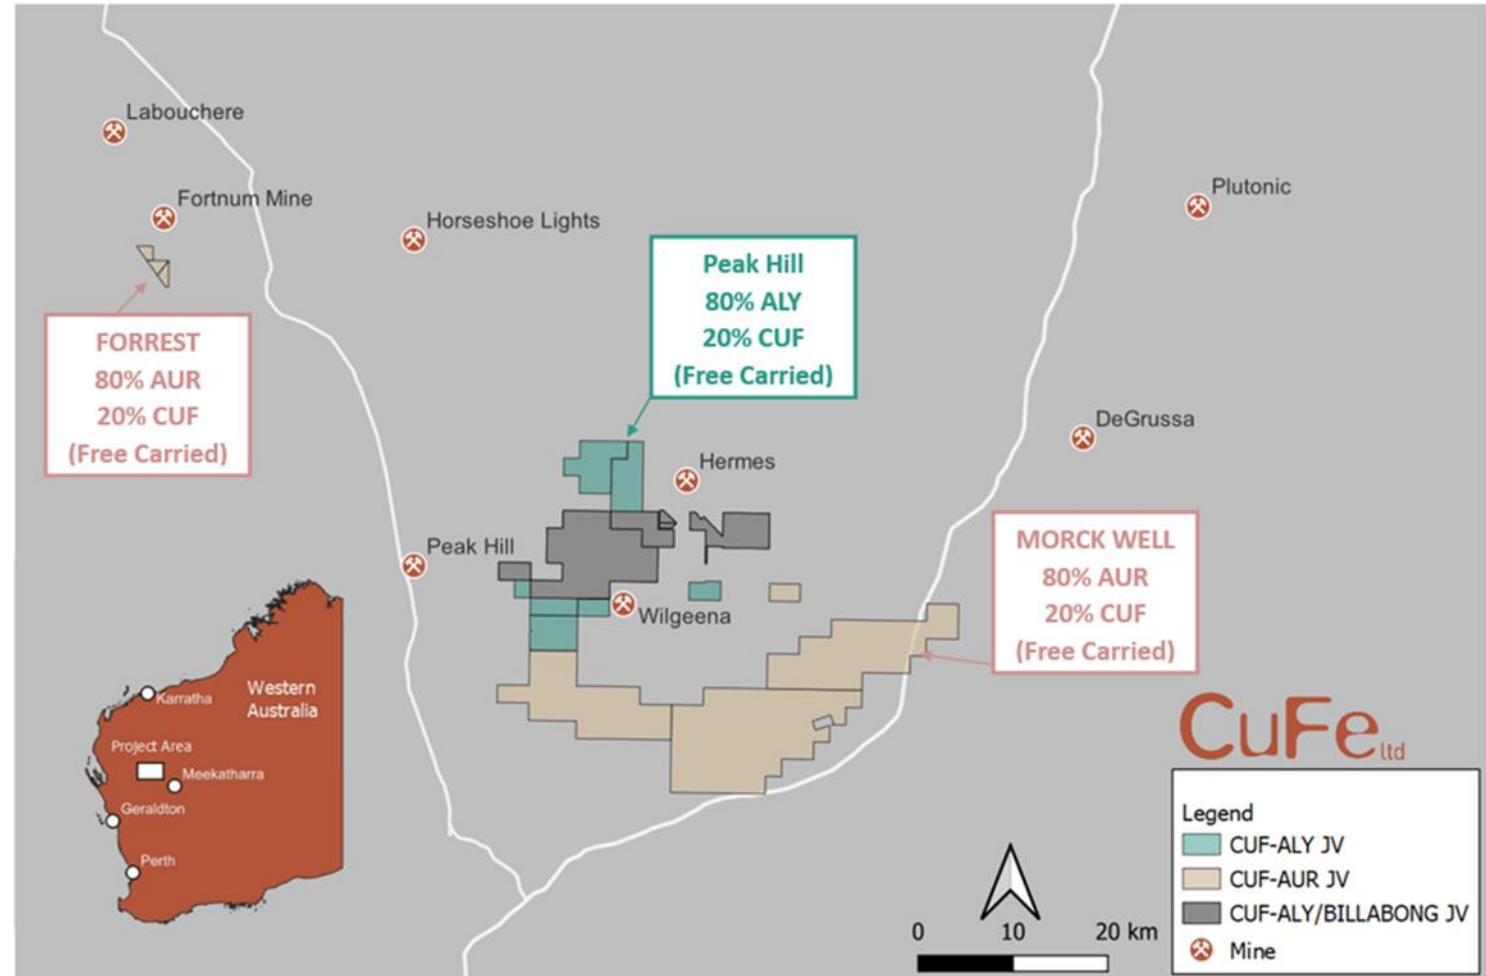 Labouchere
Fortnum Mine
Horseshoe Lights
Plutonic
Peak Hill
80% ALY
20% CUF
(Free Carried)
FORREST
80% AUR
20% CUF
(Free Carried)
DeGrussa
Hermes
Peak Hill
Wilgeena
MORCK WELL
80% AUR
20% CUF
(Free Carried)
Western
Australia
Karratha
Project Area
Meekatharra
Geraldton
Perth
CuFe ltd
Legend
CUF-ALY JV
CUF-AUR JV
CUF-ALY/BILLABONG JV
Mine
0 10 20 km